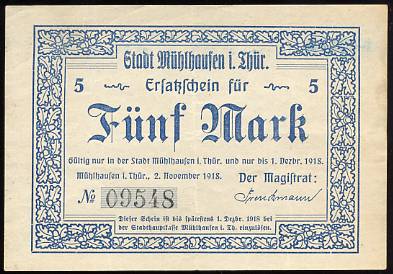 Stadt Mühlhausen i. Thür.
5 Ersatzschein für 5
Fünf Mark
Gültig nur in der Stadt Mühlhausen i. Thür. und nur bis 1. Dezbr. 1918.
Mühlhausen i. Thür., 2. November 1918. Der Magistrat:
No 09548
Dieser Schein ist bis spätestens 1. Dezbr. 1918 bei
der Stadthauptkasse Mühlhausen i. Thür. einzulösen.